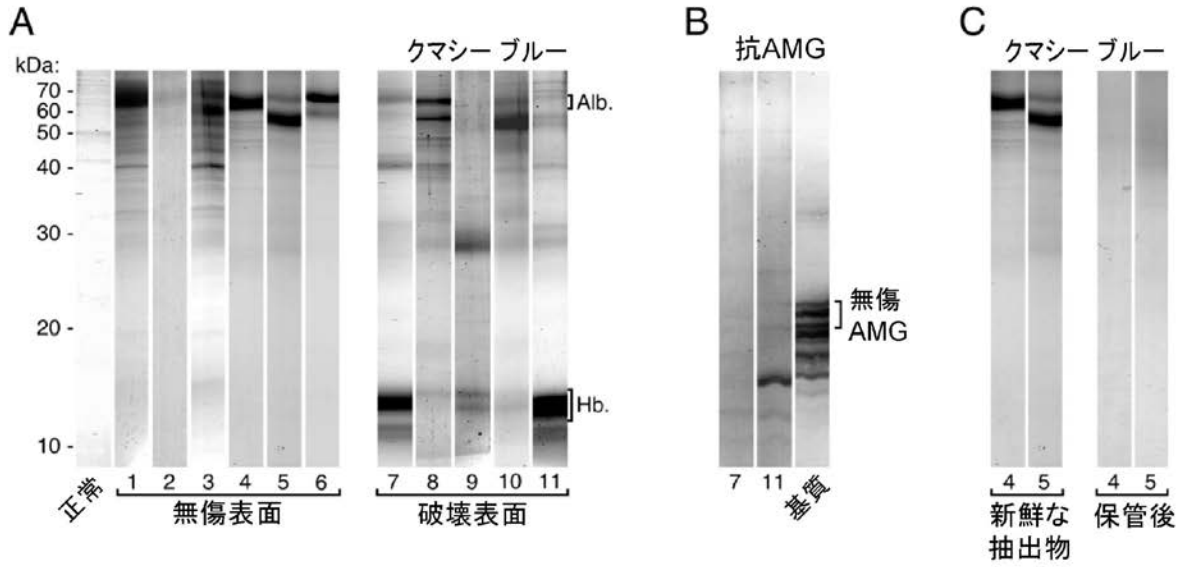 A
クマシー ブルー
kDa:
70 -
60 -
50 -
40 -
30 -
20 -
10 -
Alb.
Hb.
正常
1 2 3 4 5 6
無傷表面
7 8 9 10 11
破壊表面
B
抗AMG
無傷
AMG
7 11 基質
C
クマシー ブルー
4 5 4 5
新鮮な
抽出物
保管後